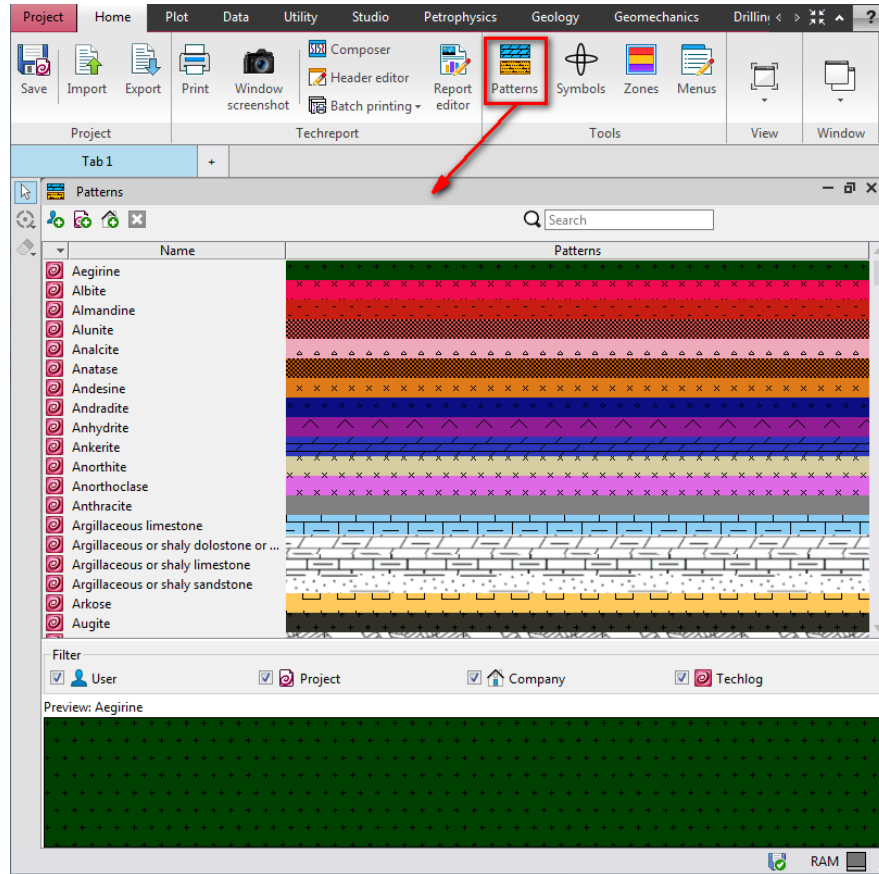 Project Home Plot Data Utility Studio Petrophysics Geology Geomechanics Drillin < > ?
Save Import Export Print Window screenshot
Composer
Header editor
Batch printing
Report editor
Patterns Symbols Zones Menus
Project Techreport Tools View Window
Tab 1 +
Patterns
Search
Name Patterns
Aegirine
Albite
Almandine
Alunite
Analcite
Anatase
Andesine
Andradite
Anhydrite
Ankerite
Anorthite
Anorthoclase
Anthracite
Argillaceous limestone
Argillaceous or shaly dolostone or ...
Argillaceous or shaly limestone
Argillaceous or shaly sandstone
Arkose
Augite
Filter
User Project Company Techlog
Preview: Aegirine
RAM